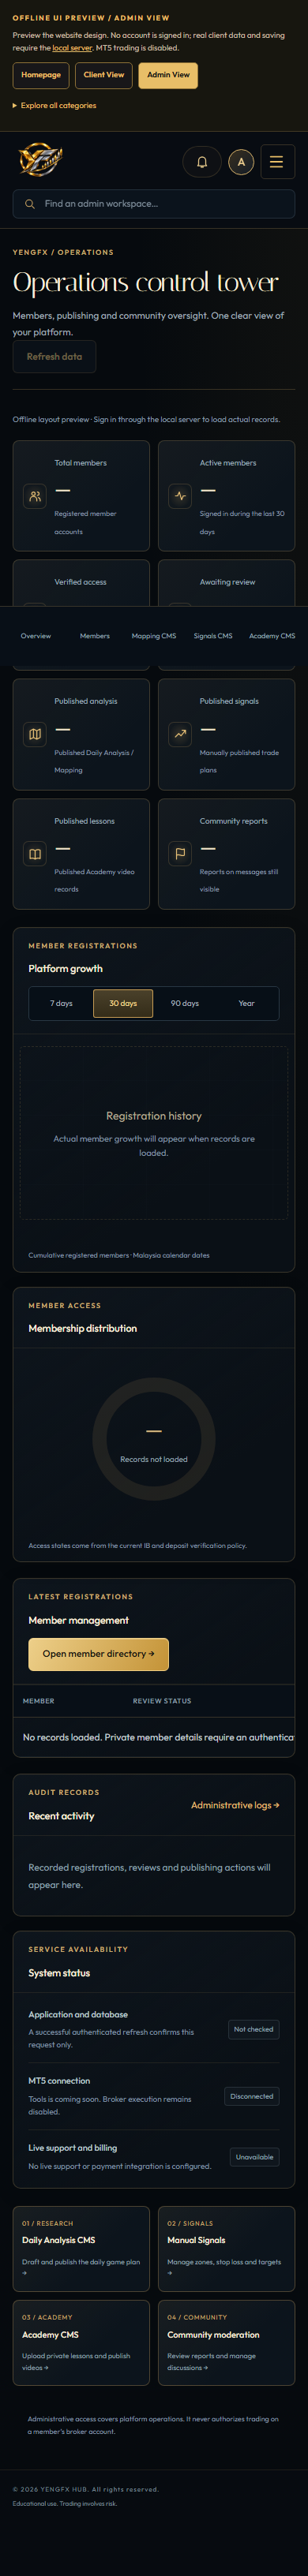 OFFLINE UI PREVIEW / ADMIN VIEW
Preview the website design. No account is signed in; real client data and saving
require the local server. MT5 trading is disabled.
Homepage
Client View
Admin View
▶ Explore all categories
A
Find an admin workspace...
YENGFX / OPERATIONS
Operations control tower
Members, publishing and community oversight. One clear view of
your platform.
Refresh data
Offline layout preview · Sign in through the local server to load actual records.
Total members
—
Registered member
accounts
Active members
—
Signed in during the last 30
days
Verified access
Awaiting review
Overview
Members
Mapping CMS
Signals CMS
Academy CMS
Published analysis
—
Published Daily Analysis /
Mapping
Published signals
—
Manually published trade
plans
Published lessons
—
Published Academy video
records
Community reports
—
Reports on messages still
visible
MEMBER REGISTRATIONS
Platform growth
7 days
30 days
90 days
Year
Registration history
Actual member growth will appear when records are
loaded.
Cumulative registered members · Malaysia calendar dates
MEMBER ACCESS
Membership distribution
—
Records not loaded
Access states come from the current IB and deposit verification policy.
LATEST REGISTRATIONS
Member management
Open member directory →
MEMBER
REVIEW STATUS
No records loaded. Private member details require an authentica
AUDIT RECORDS
Recent activity
Administrative logs →
Recorded registrations, reviews and publishing actions will
appear here.
SERVICE AVAILABILITY
System status
Application and database
A successful authenticated refresh confirms this
request only.
Not checked
MT5 connection
Tools is coming soon. Broker execution remains
disabled.
Disconnected
Live support and billing
No live support or payment integration is configured.
Unavailable
01 / RESEARCH
Daily Analysis CMS
Draft and publish the daily game plan
→
02 / SIGNALS
Manual Signals
Manage zones, stop loss and targets
→
03 / ACADEMY
Academy CMS
Upload private lessons and publish
videos →
04 / COMMUNITY
Community moderation
Review reports and manage
discussions →
Administrative access covers platform operations. It never authorizes trading on
a member's broker account.
© 2026 YENGFX HUB. All rights reserved.
Educational use. Trading involves risk.